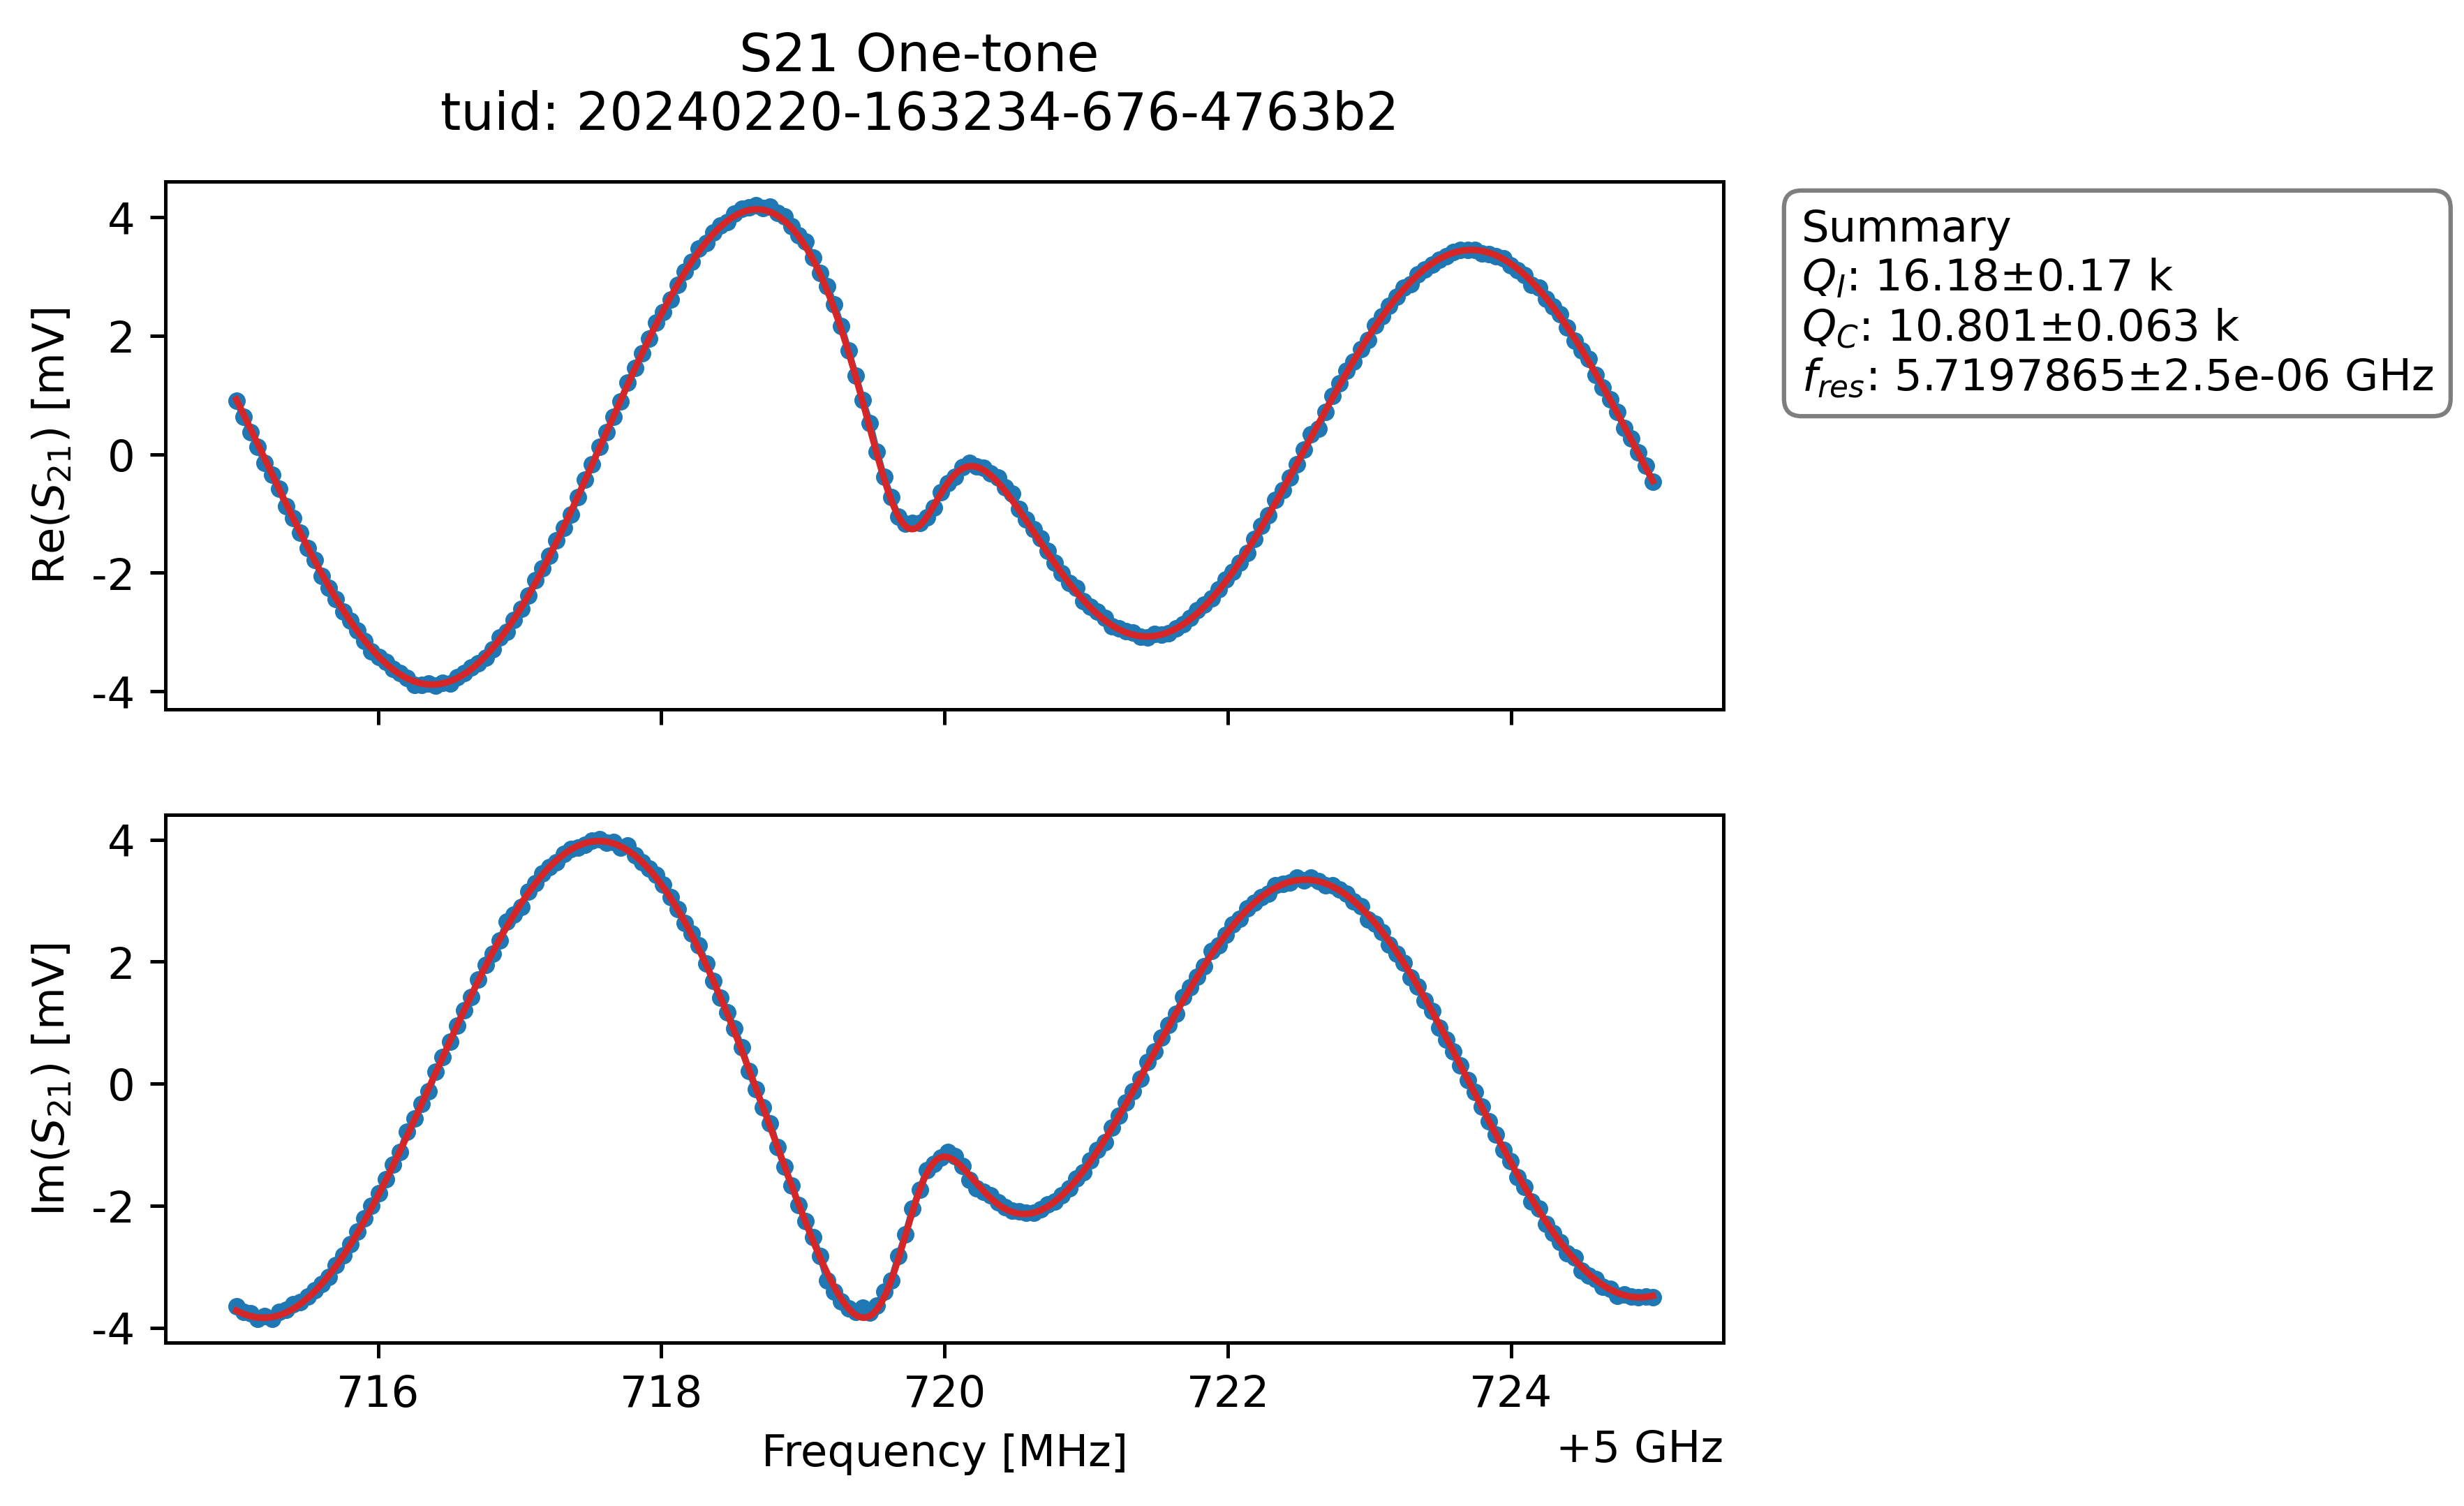 S21 One-tone
tuid: 20240220-163234-676-4763b2
Re(S21) [mV]
4
2
0
-2
-4
Summary
QI: 16.18±0.17 k
QC: 10.801±0.063 k
fres: 5.7197865±2.5e-06 GHz
Im(S21) [mV]
4
2
0
-2
-4
716 718 720 722 724
Frequency [MHz]
+5 GHz